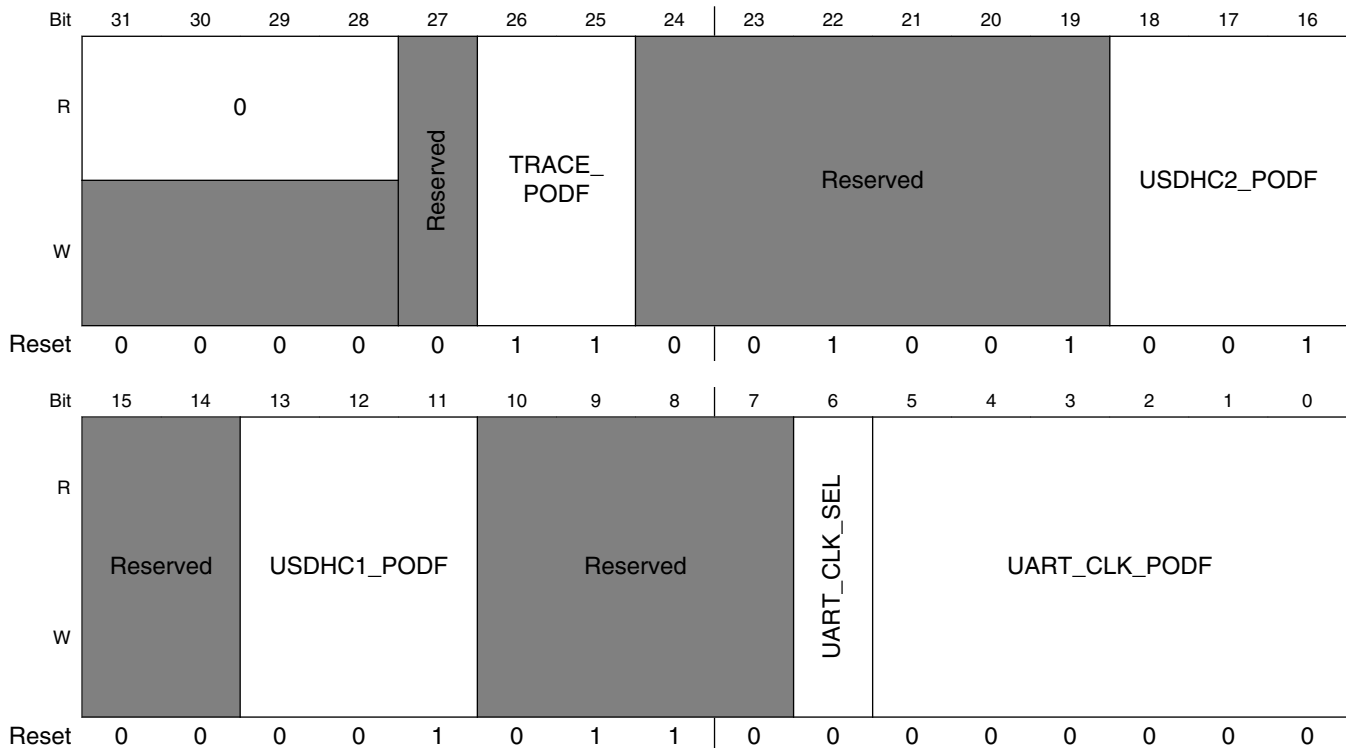 Bit 31 30 29 28 27 26 25 24 23 22 21 20 19 18 17 16
R
0
Reserved
TRACE_
PODF
Reserved
USDHC2_PODF
W
Reset 0 0 0 0 0 1 1 0 0 1 0 0 1 0 0 1
Bit 15 14 13 12 11 10 9 8 7 6 5 4 3 2 1 0
R
Reserved
USDHC1_PODF
Reserved
UART_CLK_SEL
UART_CLK_PODF
W
Reset 0 0 0 0 1 0 1 1 0 0 0 0 0 0 0 0